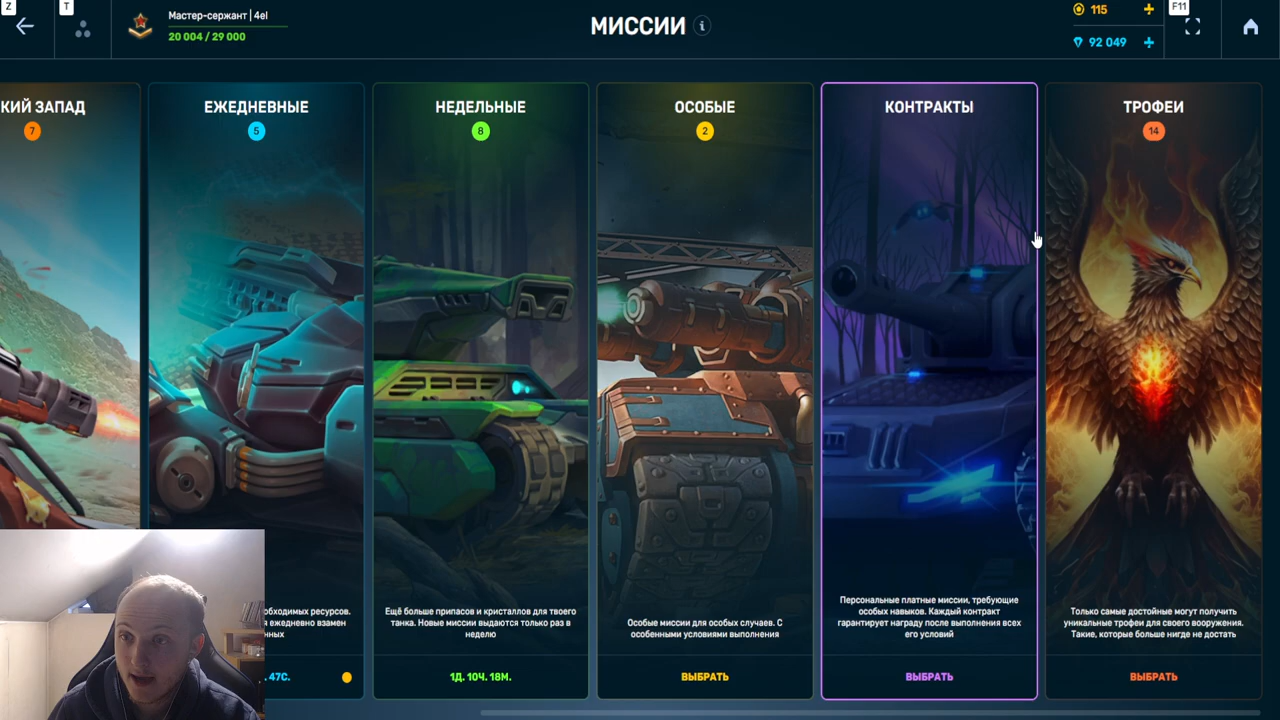 Z
T
Мастер-сержант | 4el
20 004 / 29 000
МИССИИ
i
115
F11
92 049
КИЙ ЗАПАД
7
ЕЖЕДНЕВНЫЕ
5
НЕДЕЛЬНЫЕ
8
ОСОБЫЕ
2
КОНТРАКТЫ
ТРОФЕИ
14
ресурсов.
ежедневно взамен
Ещё больше припасов и кристаллов для твоего
танка. Новые миссии выдаются только раз в
неделю
Особые миссии для особых случаев. С
особенными условиями выполнения
Персональные платные миссии, требующие
особых навыков. Каждый контракт
гарантирует награду после выполнения всех
его условий
Только самые достойные могут получить
уникальные трофеи для своего вооружения.
Такие, которые больше нигде не достать
47С.
1Д. 10Ч. 18М.
ВЫБРАТЬ
ВЫБРАТЬ
ВЫБРАТЬ